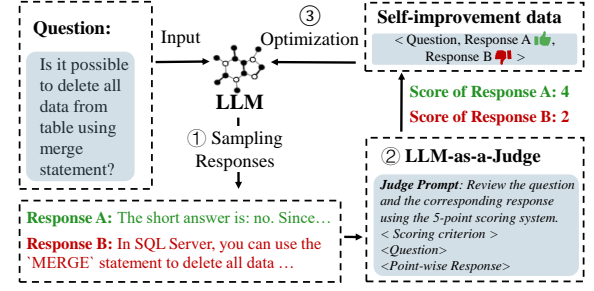 Question:
Is it possible
to delete all
data from
table using
merge
statement?
Input
LLM
① Sampling
Responses
③
Optimization
Self-improvement data
< Question, Response A 👍,
Response B 👎 >
Score of Response A: 4
Score of Response B: 2
② LLM-as-a-Judge
Judge Prompt: Review the question
and the corresponding response
using the 5-point scoring system.
< Scoring criterion >
<Question>
<Point-wise Response>
Response A: The short answer is: no. Since…
Response B: In SQL Server, you can use the
`MERGE` statement to delete all data …